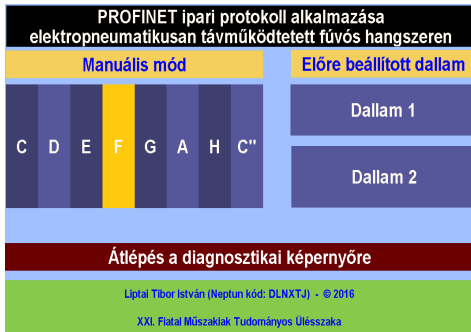 PROFINET ipari protokoll alkalmazása
elektropneumatikusan távműködtetett fúvós hangszeren
Manuális mód
Előre beállított dallam
C D E F G A H C"
Dallam 1
Dallam 2
Átlépés a diagnosztikai képernyőre
Liptai Tibor István (Neptun kód: DLNXTJ) - © 2016
XXI. Fiatal Műszakiak Tudományos Ülésszaka